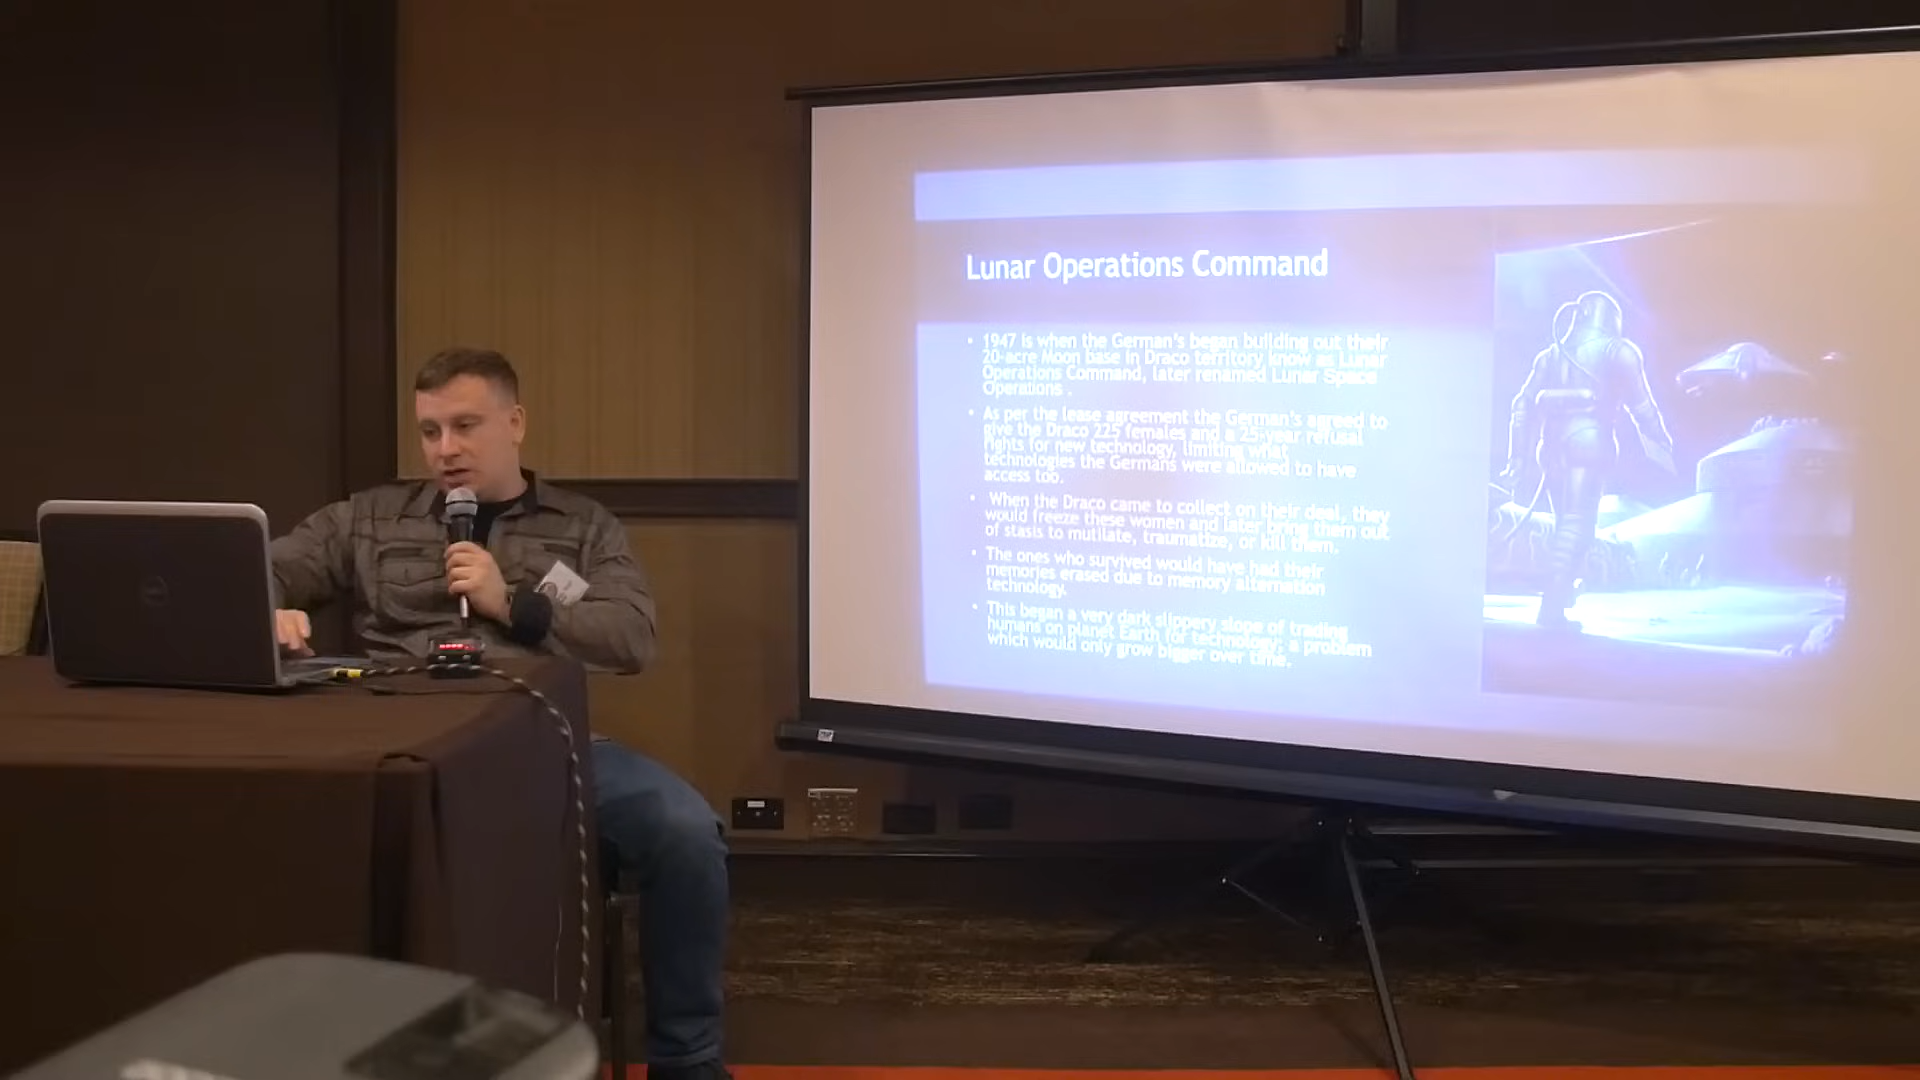 Lunar Operations Command
• 1947 is when the German's began building out their
20-acre Moon base in Draco territory know as Lunar
Operations Command, later renamed Lunar Space
Operations .
• As per the lease agreement the German's agreed to
give the Draco 225 females and a 25-year refusal
rights for new technology, limiting what
technologies the Germans were allowed to have
access too.
• When the Draco came to collect on their deal, they
would freeze these women and later bring them out
of stasis to mutilate, traumatize, or kill them.
• The ones who survived would have had their
memories erased due to memory alternation
technology.
• This began a very dark slippery slope of trading
humans on planet Earth for technology; a problem
which would only grow bigger over time.